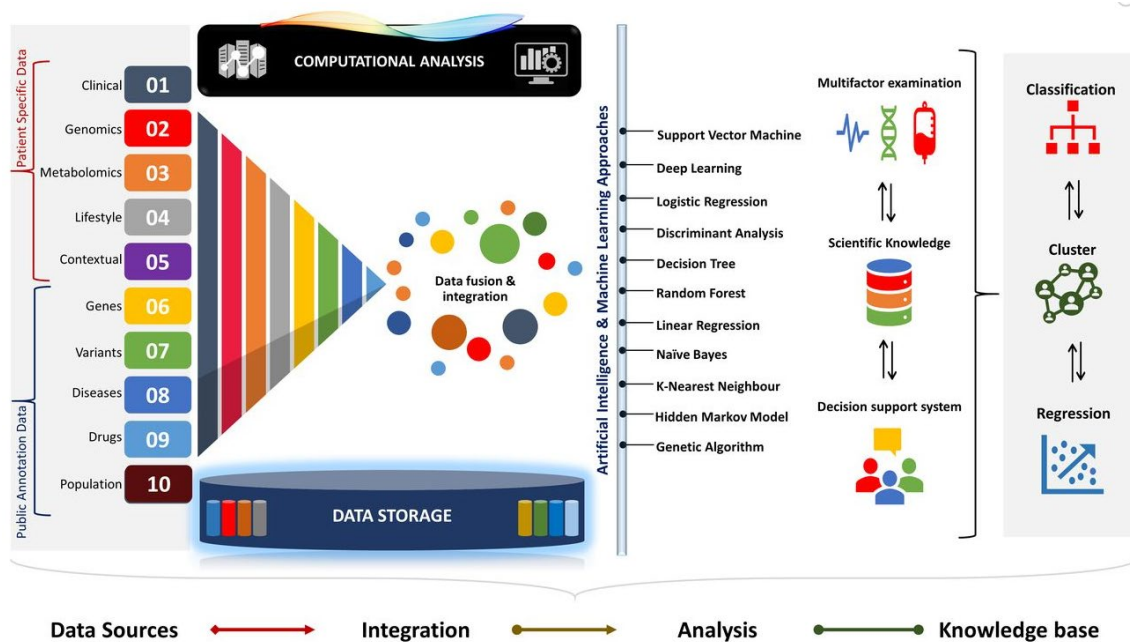 COMPUTATIONAL ANALYSIS
Patient Specific Data
Clinical 01
Genomics 02
Metabolomics 03
Lifestyle 04
Contextual 05
Public Annotation Data
Genes 06
Variants 07
Diseases 08
Drugs 09
Population 10
Data fusion &
integration
DATA STORAGE
Artificial Intelligence & Machine Learning Approaches
Support Vector Machine
Deep Learning
Logistic Regression
Discriminant Analysis
Decision Tree
Random Forest
Linear Regression
Naïve Bayes
K-Nearest Neighbour
Hidden Markov Model
Genetic Algorithm
Multifactor examination
Scientific Knowledge
Decision support system
Classification
Cluster
Regression
Data Sources Integration Analysis Knowledge base